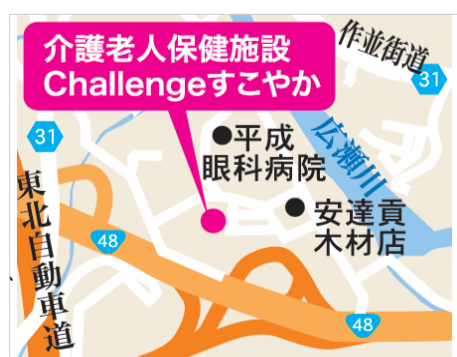 介護老人保健施設
Challengeすこやか
作並街道
31
31
●平成
眼科病院
広瀬川
東北自動車道
●安達貢
木材店
48
48